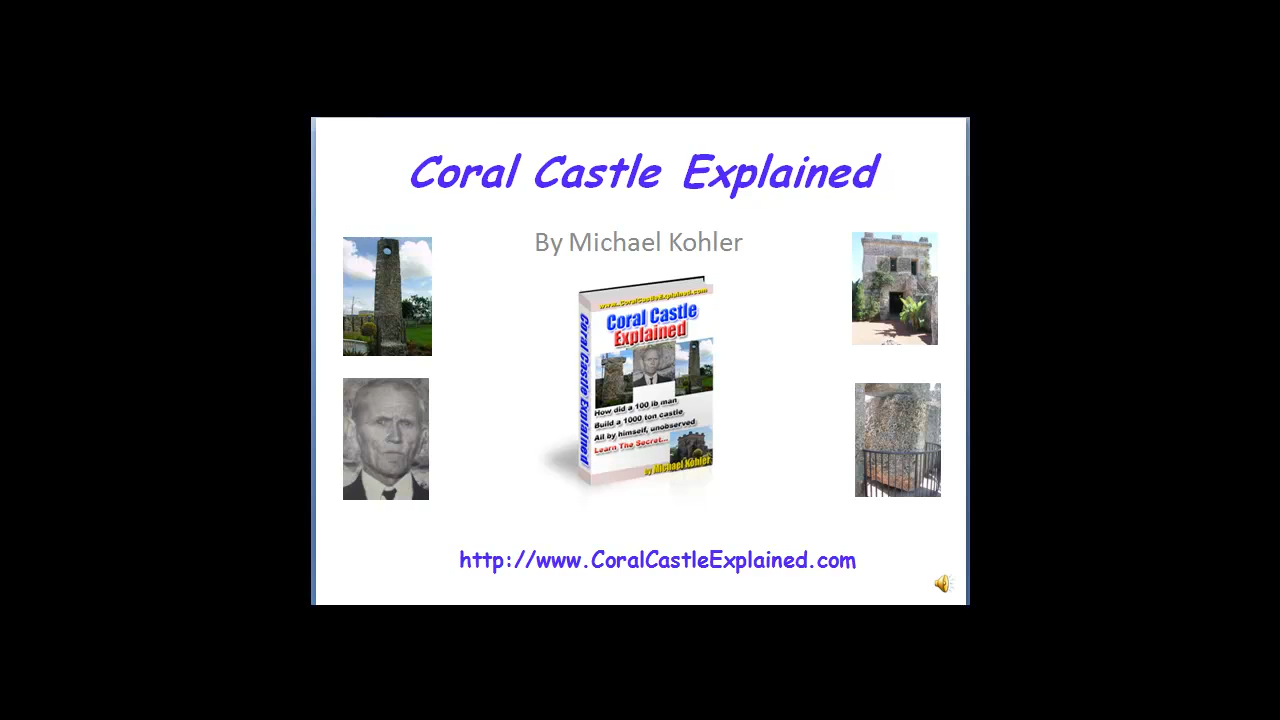 Coral Castle Explained
By Michael Kohler
www.CoralCastleExplained.com
Coral Castle
Explained
Coral Castle Explained
How did a 100 lb man
Build a 1000 ton castle
All by himself, unobserved
Learn The Secret...
by Michael Kohler
http://www.CoralCastleExplained.com